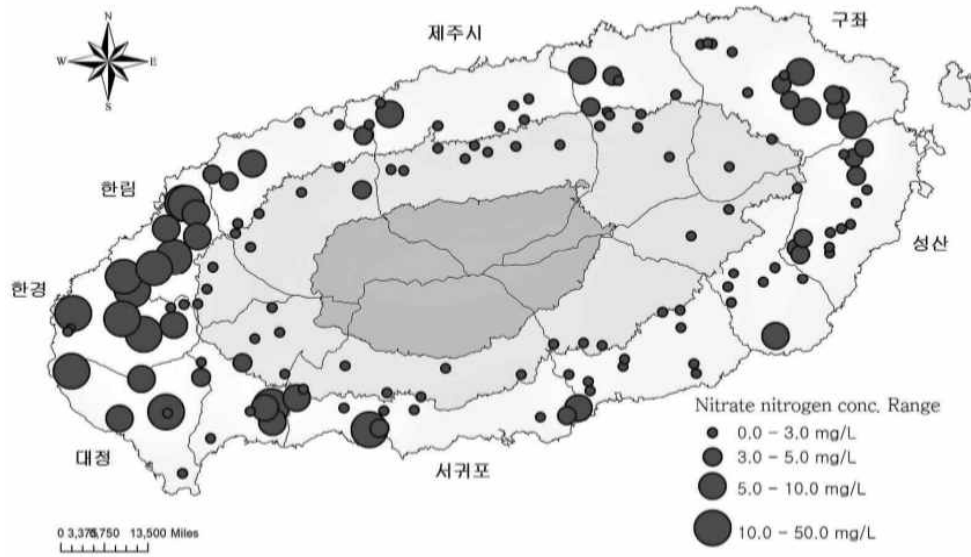 구좌
제주시
N
W E
S
한림
성산
한경
Nitrate nitrogen conc. Range
0.0 - 3.0 mg/L
3.0 - 5.0 mg/L
5.0 - 10.0 mg/L
10.0 - 50.0 mg/L
대정
서귀포
0 3,375 6,750 13,500 Miles